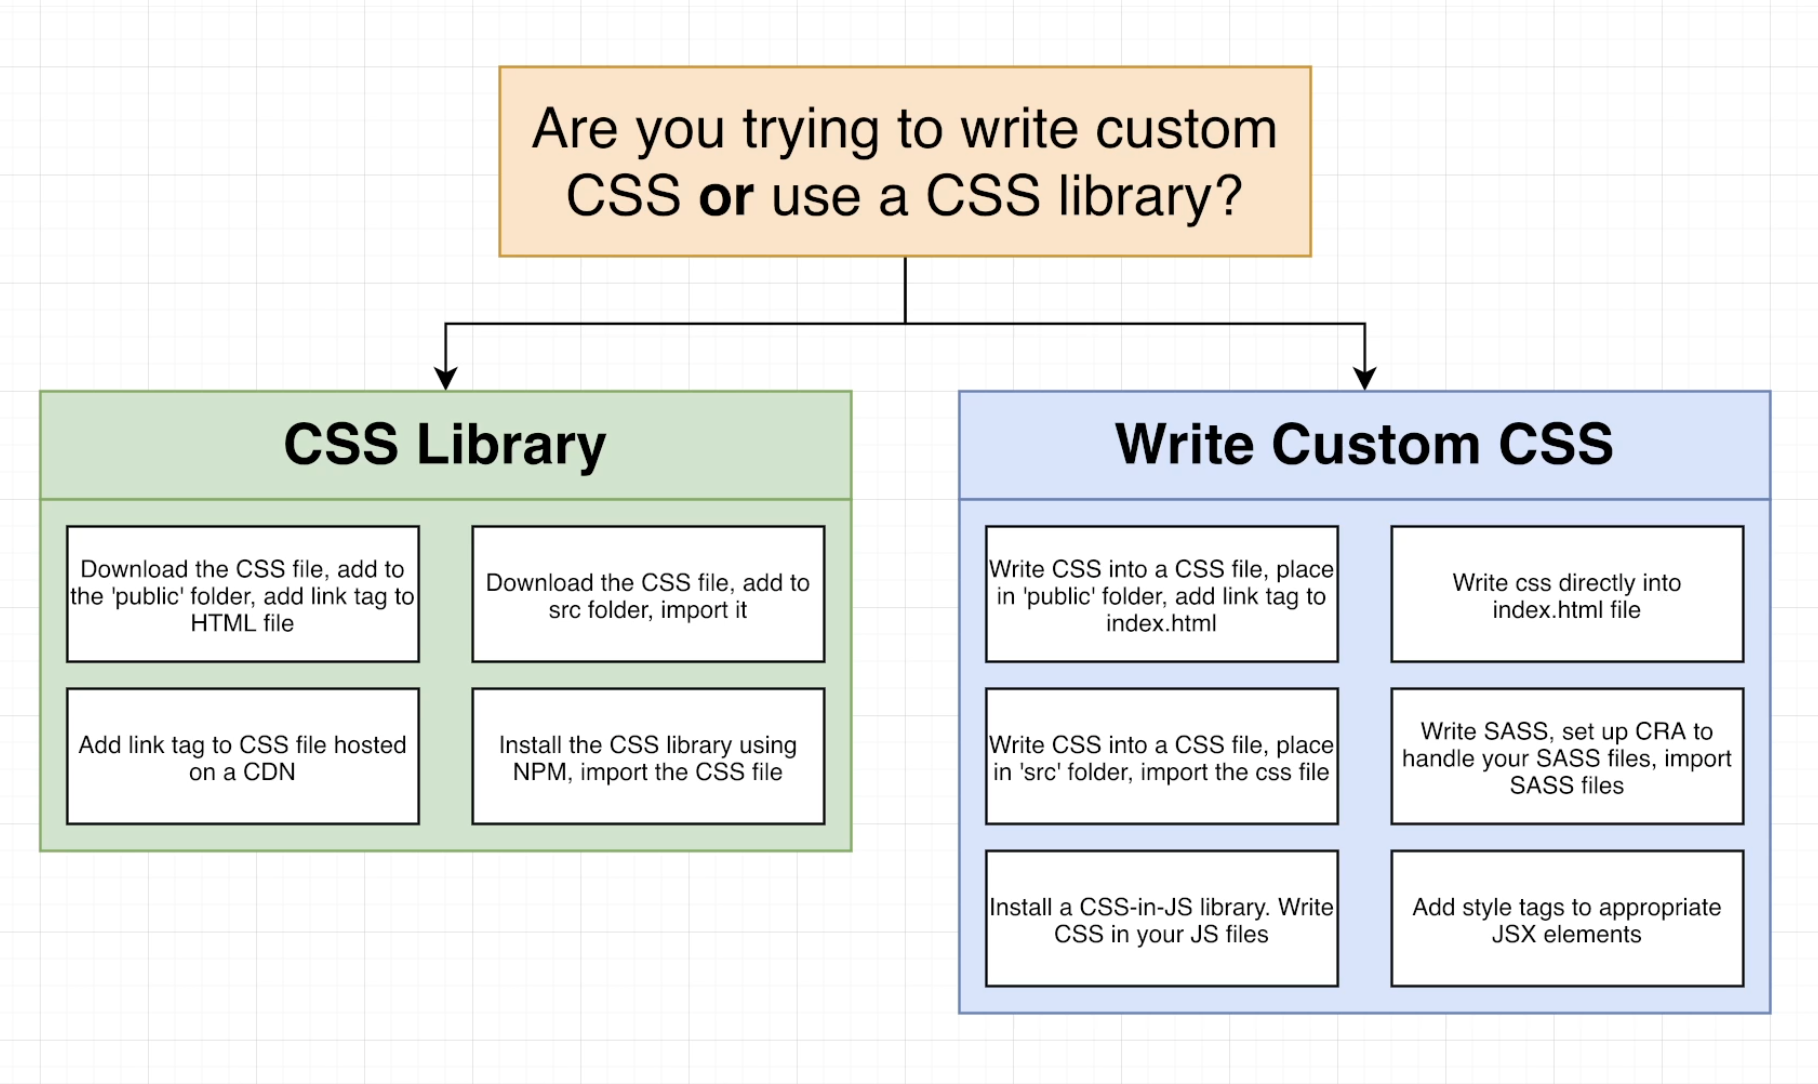 Are you trying to write custom
CSS or use a CSS library?
CSS Library
Download the CSS file, add to
the 'public' folder, add link tag to
HTML file
Download the CSS file, add to
src folder, import it
Add link tag to CSS file hosted
on a CDN
Install the CSS library using
NPM, import the CSS file
Write Custom CSS
Write CSS into a CSS file, place
in 'public' folder, add link tag to
index.html
Write css directly into
index.html file
Write CSS into a CSS file, place
in 'src' folder, import the css file
Write SASS, set up CRA to
handle your SASS files, import
SASS files
Install a CSS-in-JS library. Write
CSS in your JS files
Add style tags to appropriate
JSX elements